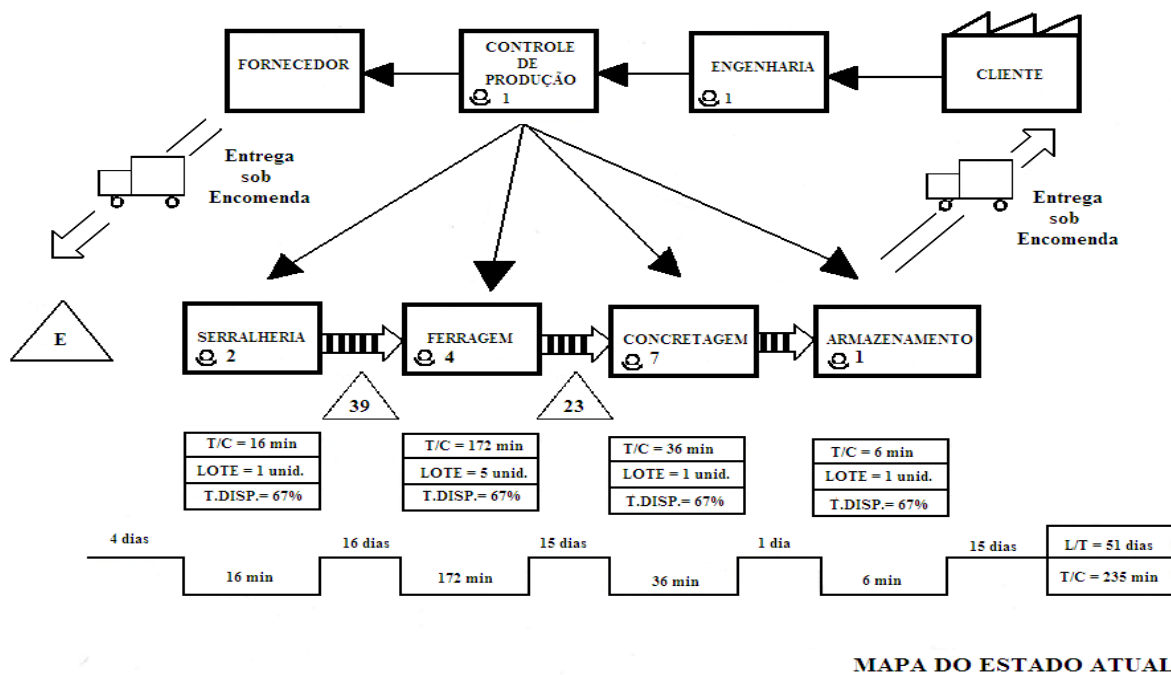 FORNECEDOR
CONTROLE
DE
PRODUÇÃO
1
ENGENHARIA
1
CLIENTE
Entrega
sob
Encomenda
Entrega
sob
Encomenda
E
SERRALHERIA
2
FERRAGEM
4
CONCRETAGEM
7
ARMAZENAMENTO
1
39
23
T/C = 16 min
LOTE = 1 unid.
T.DISP.= 67%
T/C = 172 min
LOTE = 5 unid.
T.DISP.= 67%
T/C = 36 min
LOTE = 1 unid.
T.DISP.= 67%
T/C = 6 min
LOTE = 1 unid.
T.DISP.= 67%
4 dias
16 min
16 dias
172 min
15 dias
36 min
1 dia
6 min
15 dias
L/T = 51 dias
T/C = 235 min
MAPA DO ESTADO ATUAL